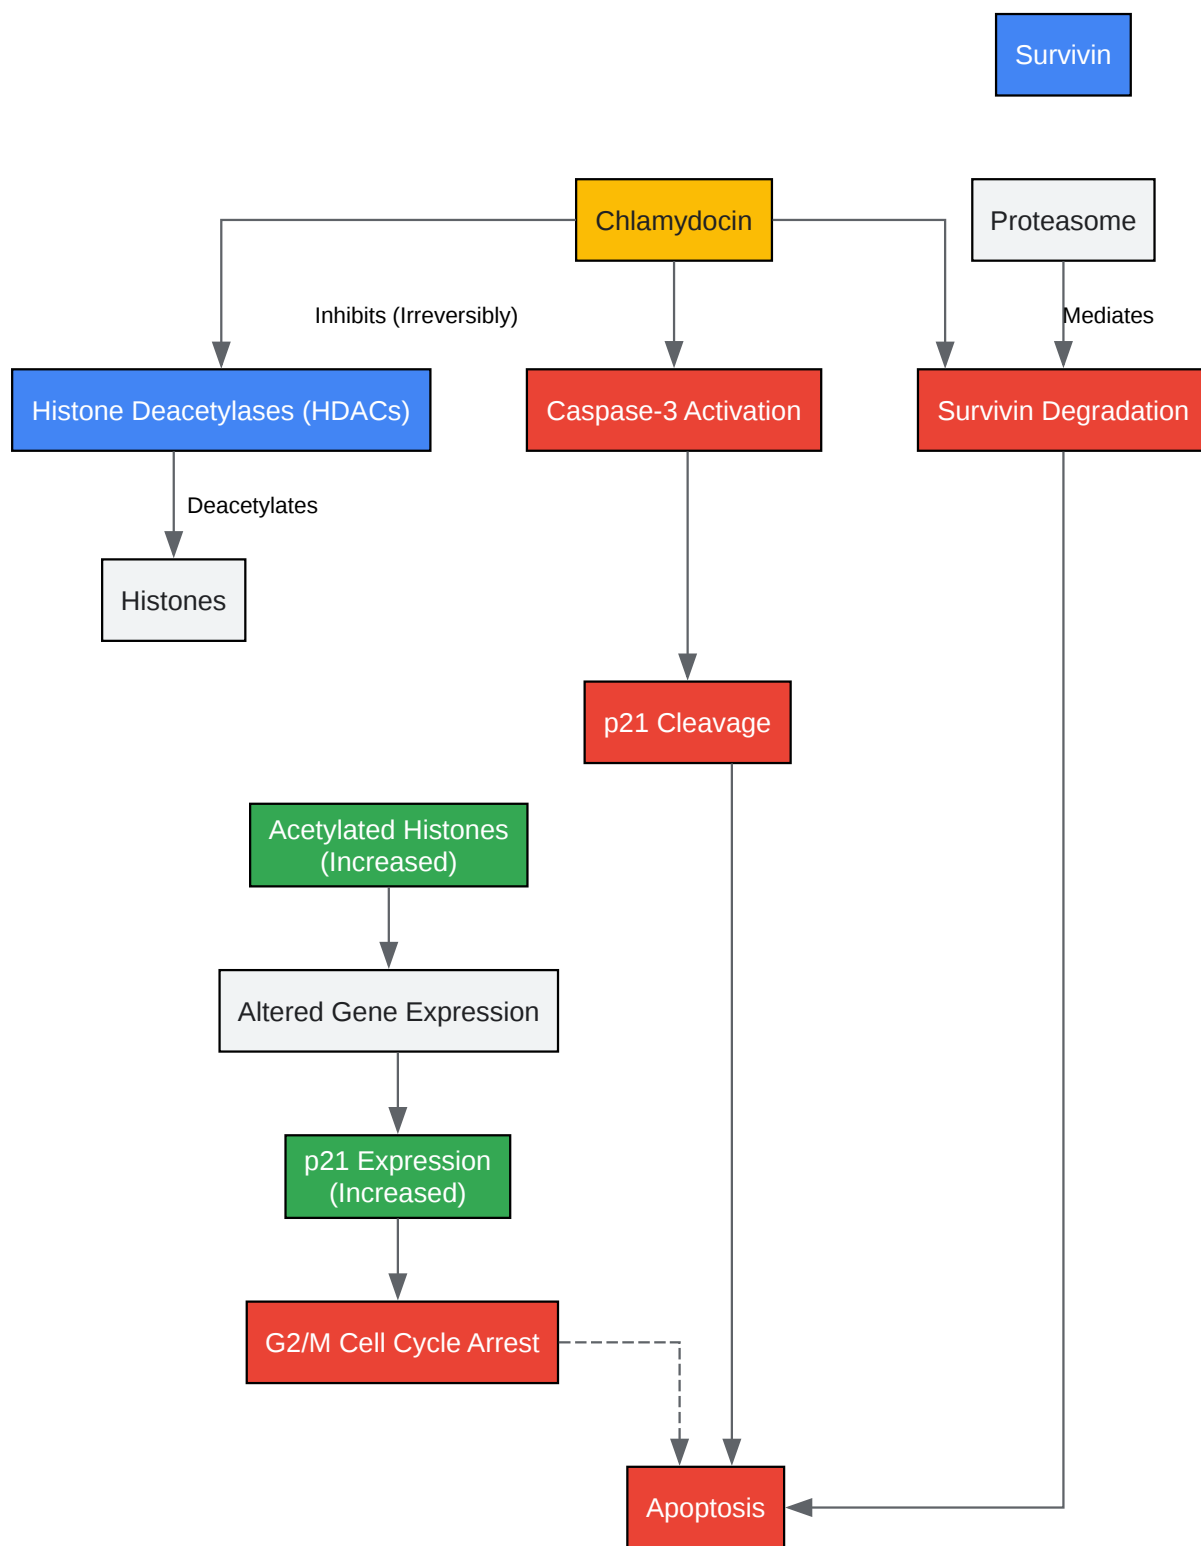 Survivin
Chlamydocin
Proteasome
Inhibits (Irreversibly)
Mediates
Histone Deacetylases (HDACs)
Caspase-3 Activation
Survivin Degradation
Deacetylates
Histones
p21 Cleavage
Acetylated Histones
(Increased)
Altered Gene Expression
p21 Expression
(Increased)
G2/M Cell Cycle Arrest
Apoptosis